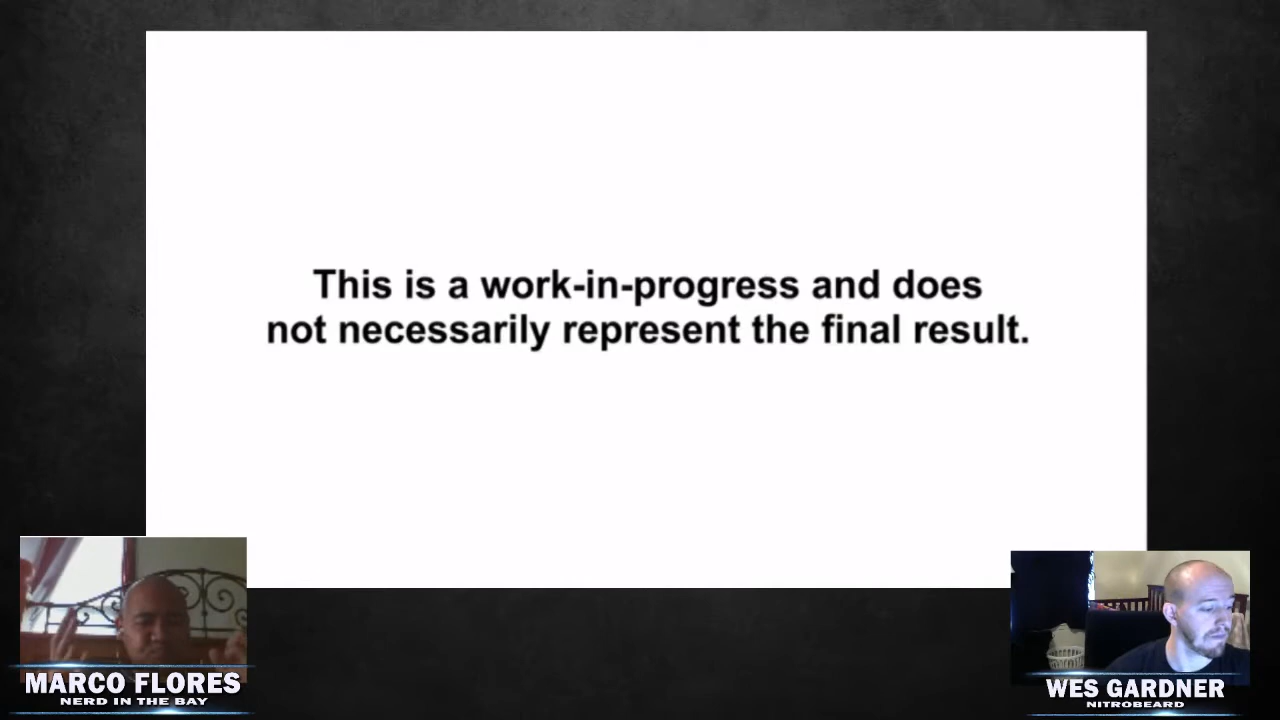 This is a work-in-progress and does
not necessarily represent the final result.
MARCO FLORES
NERD IN THE BAY
WES GARDNER
NITROBEARD